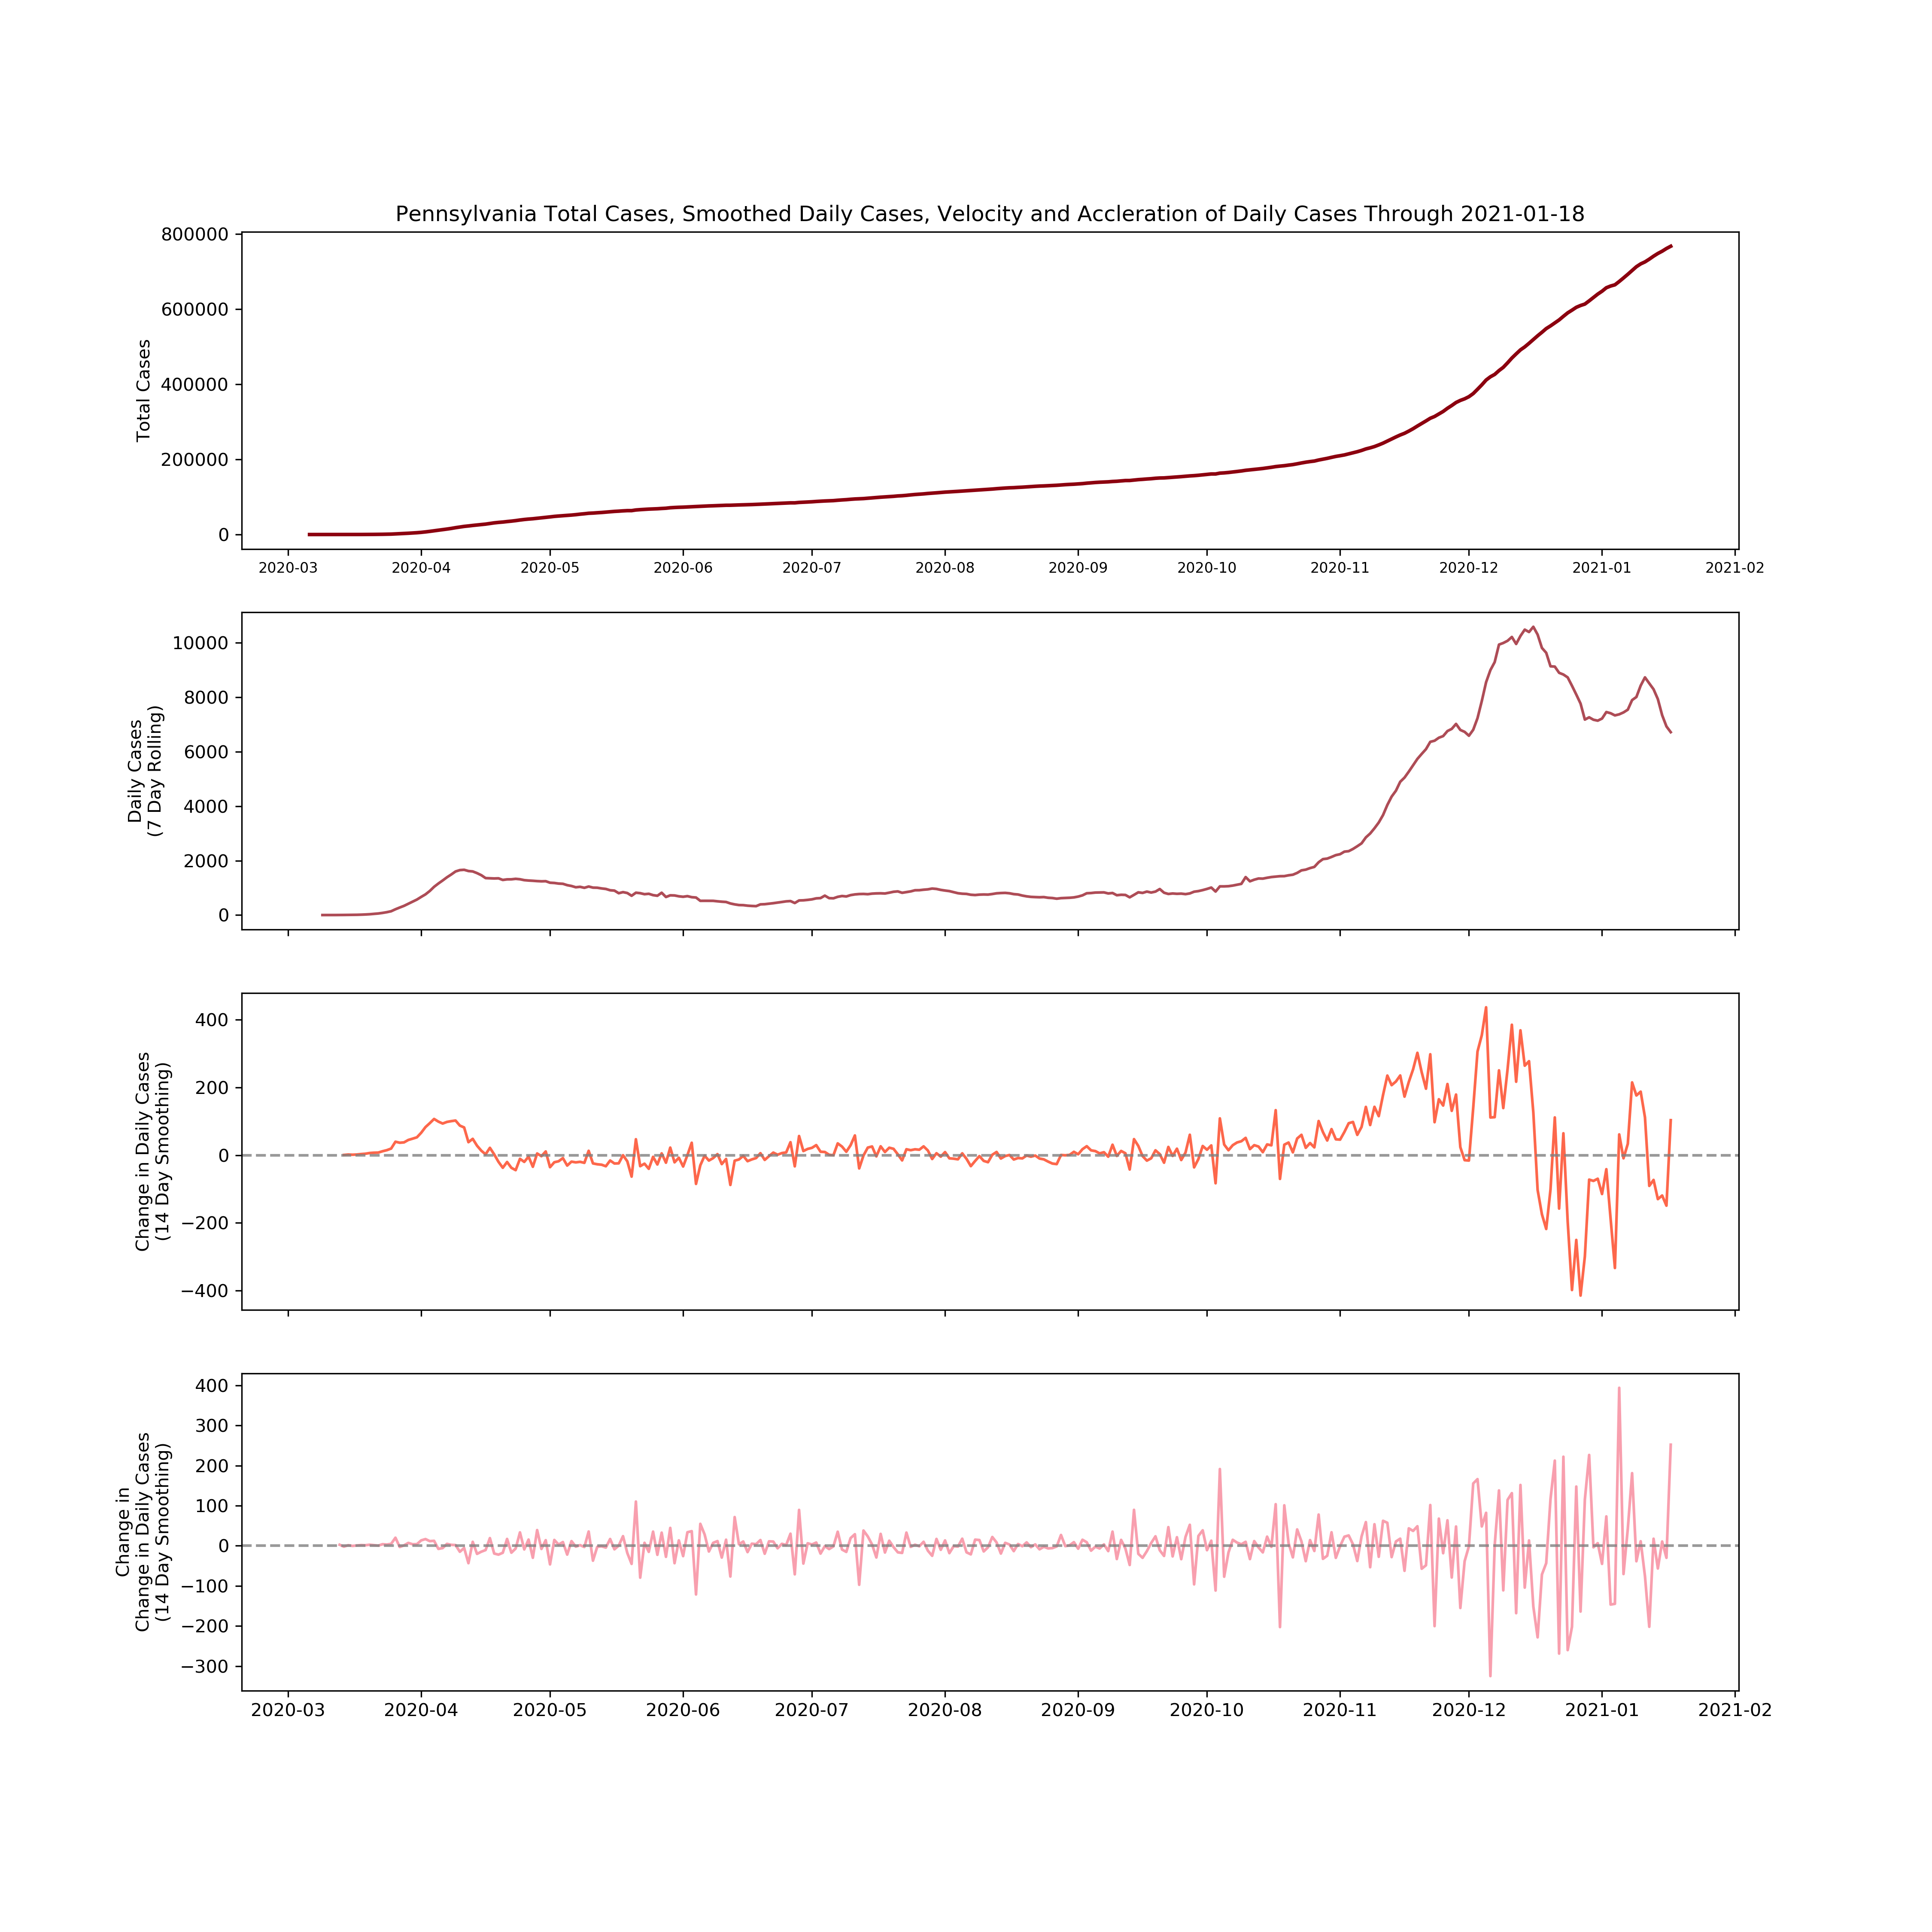 Pennsylvania Total Cases, Smoothed Daily Cases, Velocity and Accleration of Daily Cases Through 2021-01-18
Total Cases
800000
600000
400000
200000
0
2020-03 2020-04 2020-05 2020-06 2020-07 2020-08 2020-09 2020-10 2020-11 2020-12 2021-01 2021-02
Daily Cases
(7 Day Rolling)
10000
8000
6000
4000
2000
0
Change in Daily Cases
(14 Day Smoothing)
400
200
0
−200
−400
Change in
Change in Daily Cases
(14 Day Smoothing)
400
300
200
100
0
−100
−200
−300
2020-03 2020-04 2020-05 2020-06 2020-07 2020-08 2020-09 2020-10 2020-11 2020-12 2021-01 2021-02